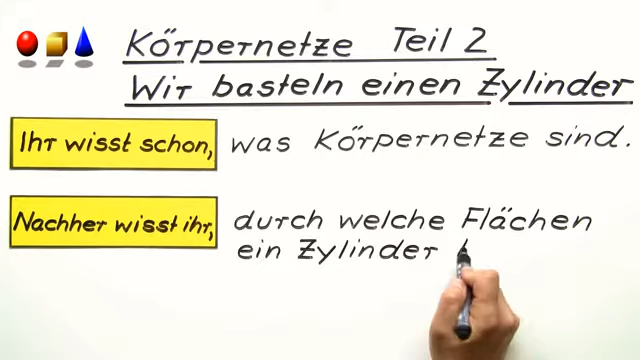 Körpernetze Teil 2
Wir basteln einen Zylinder
Ihr wisst schon, was Körpernetze sind.
Nachher wisst ihr, durch welche Flächen
ein Zylinder